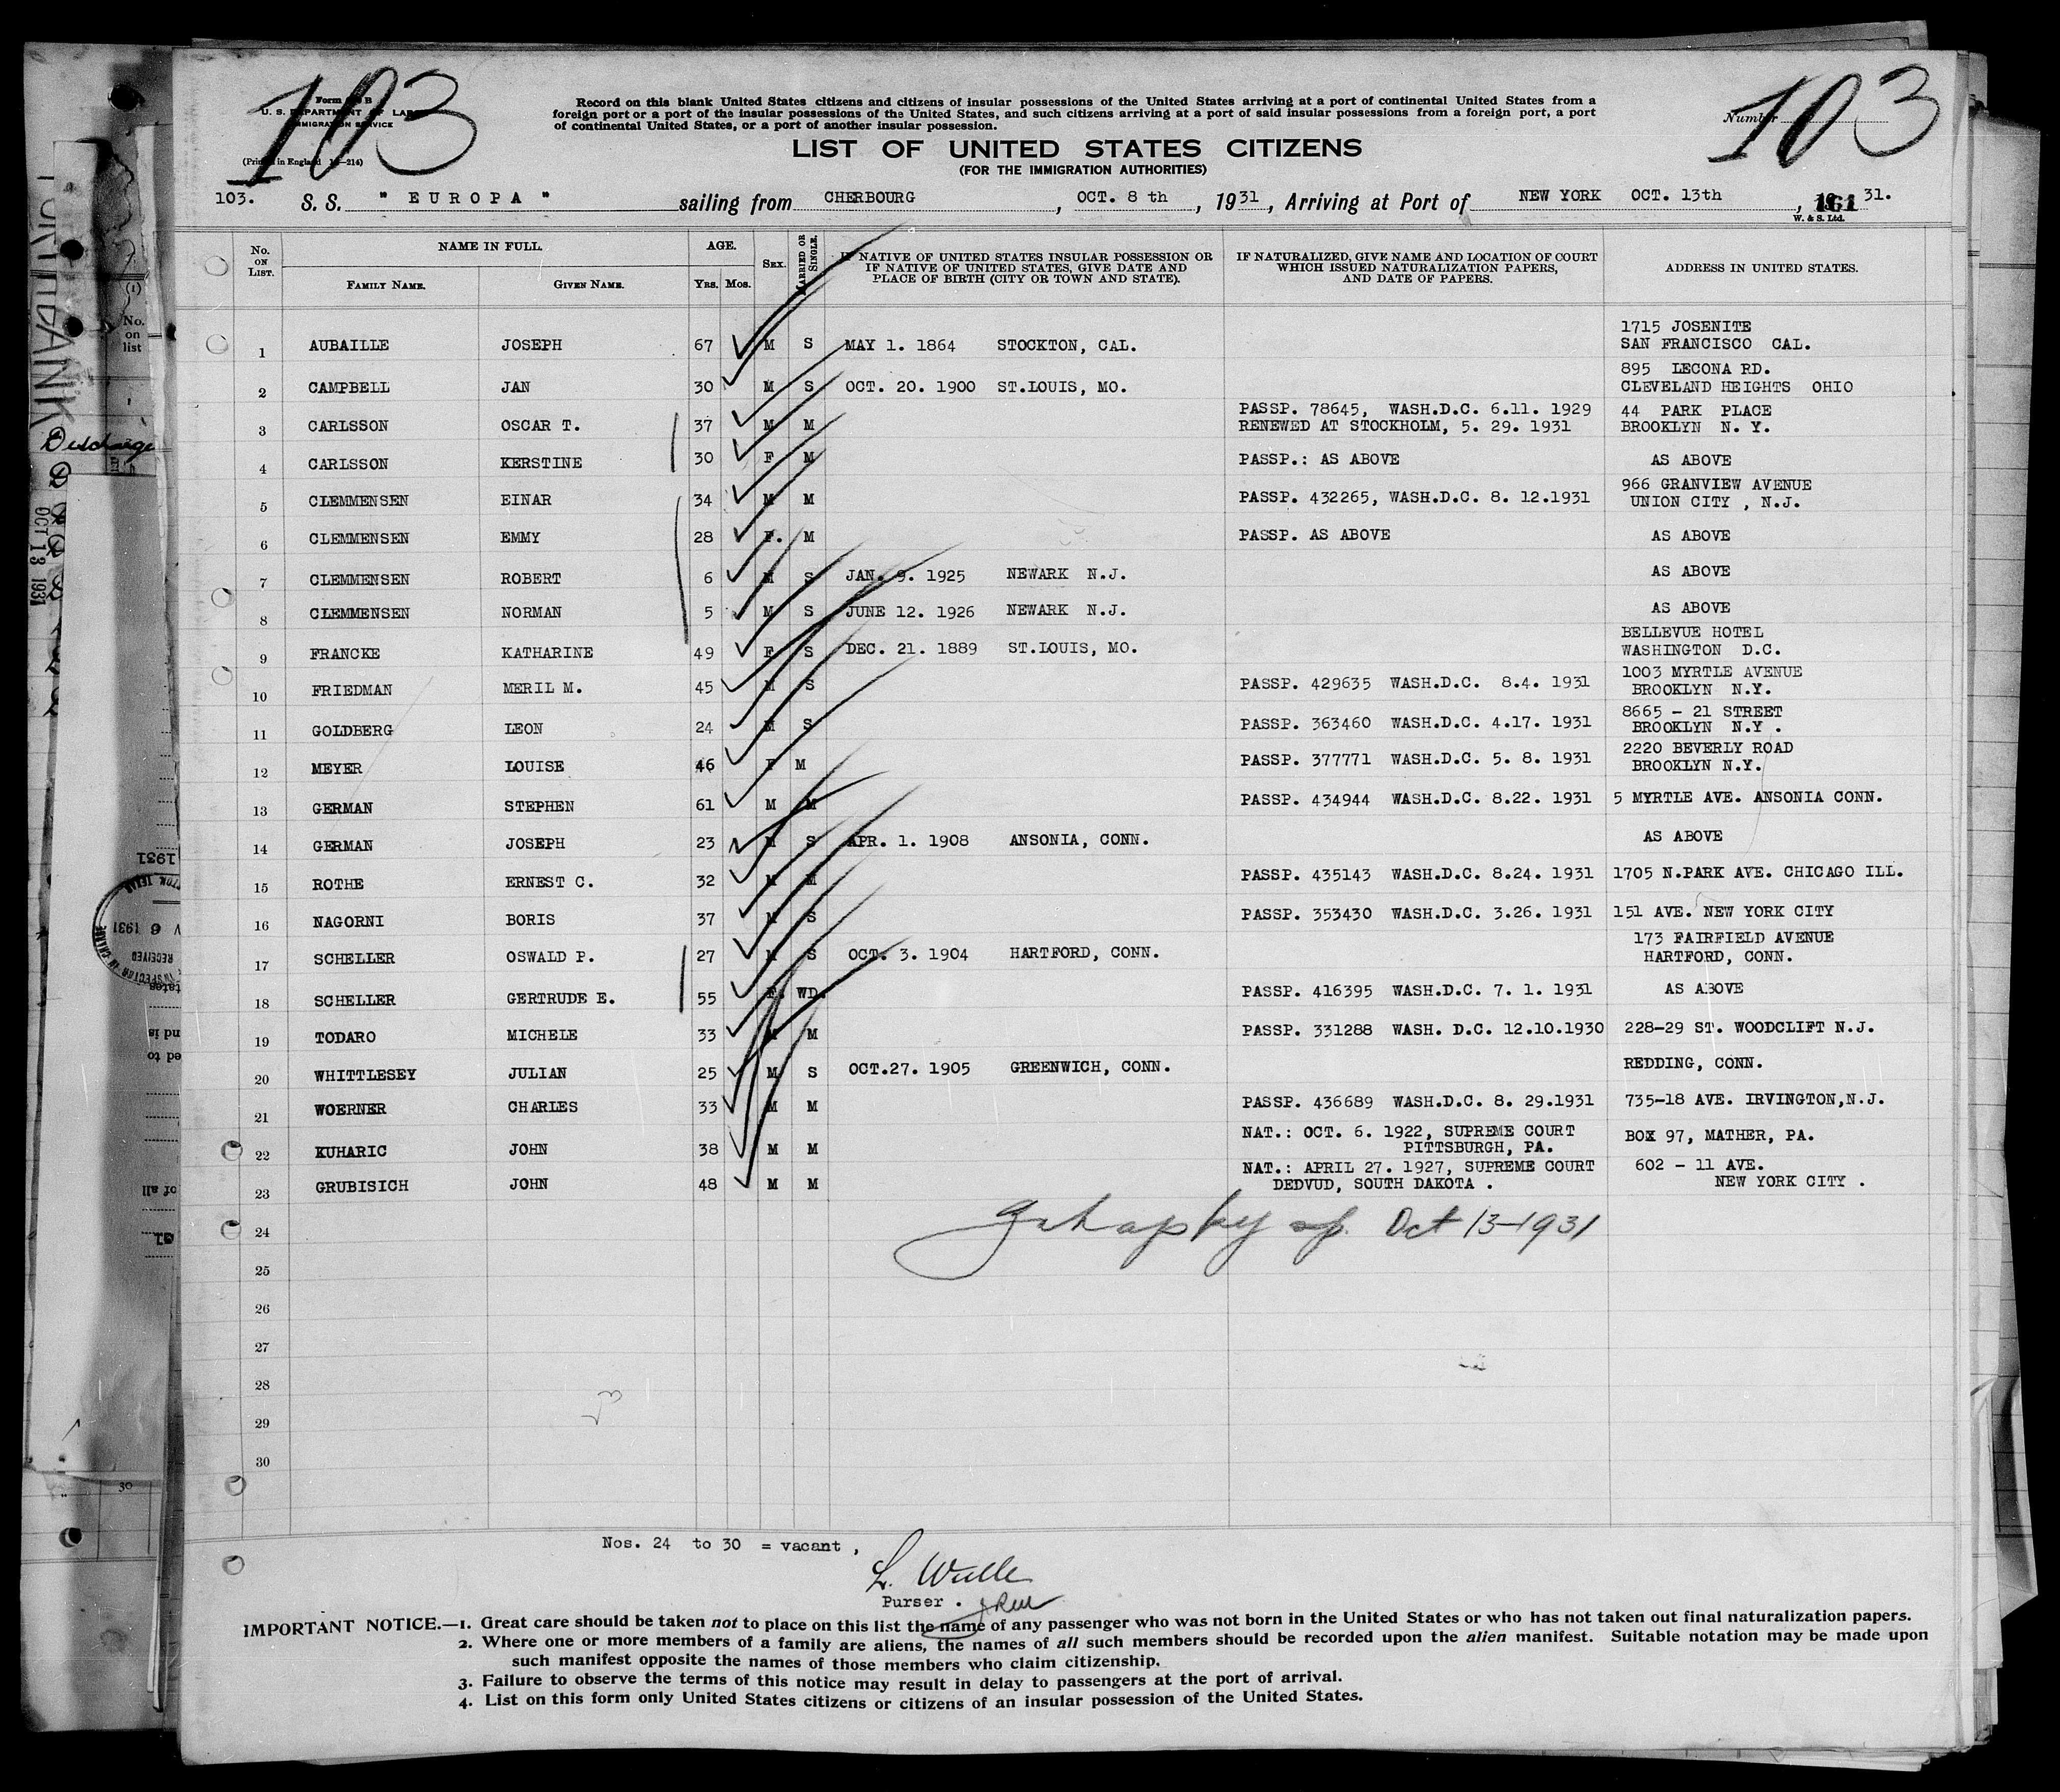 103
103
Form
U. S. DEPARTMENT OF LAB
IMMIGRATION SERVICE
(Printed in England
Record on this blank United States citizens and citizens of insular possessions of the United States arriving at a port of continental United States from a
foreign port or a port of the insular possessions of the United States, and such citizens arriving at a port of said insular possessions from a foreign port, a port
of continental United States, or a port of another insular possession.
Number
LIST OF UNITED STATES CITIZENS
(FOR THE IMMIGRATION AUTHORITIES)
103. S. S. " EUROPA " sailing from CHERBOURG, OCT. 8 th, 1931, Arriving at Port of NEW YORK OCT. 13th, 31.
W. & S. Ltd.
No. ON LIST. NAME IN FULL. AGE. SEX. MARRIED OR SINGLE. IF NATIVE OF UNITED STATES INSULAR POSSESSION OR IF NATIVE OF UNITED STATES, GIVE DATE AND PLACE OF BIRTH (CITY OR TOWN AND STATE). IF NATURALIZED, GIVE NAME AND LOCATION OF COURT WHICH ISSUED NATURALIZATION PAPERS, AND DATE OF PAPERS. ADDRESS IN UNITED STATES.
FAMILY NAME. GIVEN NAME. YRS. MOS.
1 AUBAILLE JOSEPH 67 M S MAY 1. 1864 STOCKTON, CAL. 1715 JOSENITE SAN FRANCISCO CAL.
2 CAMPBELL JAN 30 M S OCT. 20. 1900 ST.LOUIS, MO. 895 LECONA RD. CLEVELAND HEIGHTS OHIO
3 CARLSSON OSCAR T. 37 M M PASSP. 78645, WASH.D.C. 6.11. 1929 RENEWED AT STOCKHOLM, 5. 29. 1931 44 PARK PLACE BROOKLYN N. Y.
4 CARLSSON KERSTINE 30 F M PASSP.: AS ABOVE AS ABOVE
5 CLEMMENSEN EINAR 34 M M PASSP. 432265, WASH.D.C. 8. 12.1931 966 GRANVIEW AVENUE UNION CITY , N.J.
6 CLEMMENSEN EMMY 28 F. M PASSP. AS ABOVE AS ABOVE
7 CLEMMENSEN ROBERT 6 M S JAN. 9. 1925 NEWARK N.J. AS ABOVE
8 CLEMMENSEN NORMAN 5 M S JUNE 12. 1926 NEWARK N.J. AS ABOVE
9 FRANCKE KATHARINE 49 F S DEC. 21. 1889 ST.LOUIS, MO. BELLEVUE HOTEL WASHINGTON D.C.
10 FRIEDMAN MERIL M. 45 M S PASSP. 429635 WASH.D.C. 8.4. 1931 1003 MYRTLE AVENUE BROOKLYN N.Y.
11 GOLDBERG LEON 24 M S PASSP. 363460 WASH.D.C. 4.17. 1931 8665 - 21 STREET BROOKLYN N.Y .
12 MEYER LOUISE 46 F M PASSP. 377771 WASH.D.C. 5. 8. 1931 2220 BEVERLY ROAD BROOKLYN N.Y.
13 GERMAN STEPHEN 61 M M PASSP. 434944 WASH.D.C. 8.22. 1931 5 MYRTLE AVE. ANSONIA CONN.
14 GERMAN JOSEPH 23 M S APR. 1. 1908 ANSONIA, CONN. AS ABOVE
15 ROTHE ERNEST C. 32 M M PASSP. 435143 WASH.D.C. 8.24. 1931 1705 N.PARK AVE. CHICAGO ILL.
16 NAGORNI BORIS 37 M S PASSP. 353430 WASH.D.C. 3.26. 1931 151 AVE. NEW YORK CITY
17 SCHELLER OSWALD P. 27 M S OCT. 3. 1904 HARTFORD, CONN. 173 FAIRFIELD AVENUE HARTFORD, CONN.
18 SCHELLER GERTRUDE E. 55 F. WD. PASSP. 416395 WASH.D.C. 7. 1. 1931 AS ABOVE
19 TODARO MICHELE 33 M M PASSP. 331288 WASH. D.C. 12.10.1930 228-29 ST. WOODCLIFT N.J.
20 WHITTLESEY JULIAN 25 M S OCT.27. 1905 GREENWICH, CONN. REDDING, CONN.
21 WOERNER CHARLES 33 M M PASSP. 436689 WASH.D.C. 8. 29.1931 735-18 AVE. IRVINGTON,N.J.
22 KUHARIC JOHN 38 M M NAT.: OCT. 6. 1922, SUPREME COURT PITTSBURGH, PA. BOX 97, MATHER, PA.
23 GRUBISICH JOHN 48 M M NAT.: APRIL 27. 1927, SUPREME COURT DEDVUD, SOUTH DAKOTA . 602 - 11 AVE. NEW YORK CITY .
24 Oct 13-1931
25
26
27
28
29
30
Nos. 24 to 30 = vacant ,
Purser .
IMPORTANT NOTICE.—1. Great care should be taken not to place on this list the name of any passenger who was not born in the United States or who has not taken out final naturalization papers.
2. Where one or more members of a family are aliens, the names of all such members should be recorded upon the alien manifest. Suitable notation may be made upon
such manifest opposite the names of those members who claim citizenship.
3. Failure to observe the terms of this notice may result in delay to passengers at the port of arrival.
4. List on this form only United States citizens or citizens of an insular possession of the United States.
No.
on
list
Discharge
OCT 13 1931
30